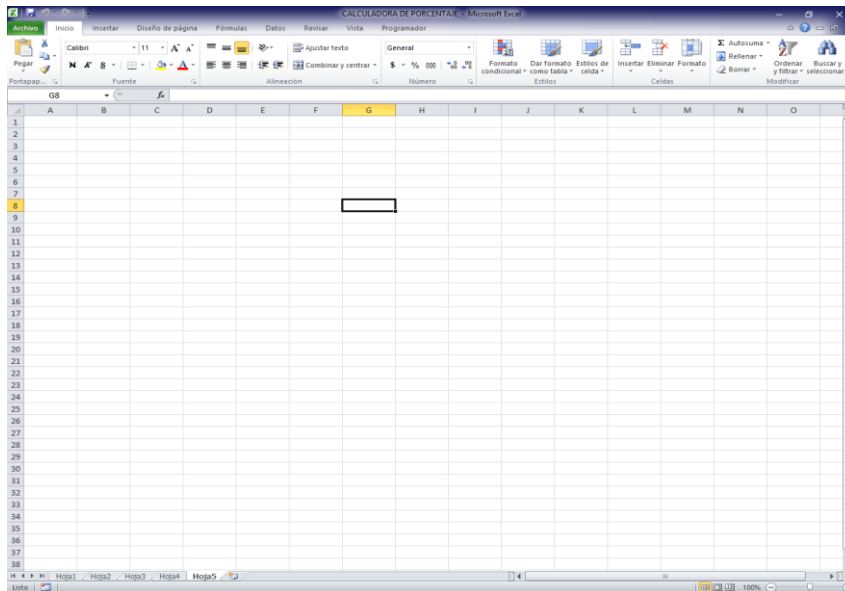 CALCULADORA DE PORCENTAJE - Microsoft Excel
Archivo Inicio Insertar Diseño de página Fórmulas Datos Revisar Vista Programador
Pegar
Calibri 11
N K S
Ajustar texto
Combinar y centrar
General
$ % 000
Formato condicional
Dar formato como tabla
Estilos de celda
Insertar Eliminar Formato
Σ Autosuma
Rellenar
Borrar
Ordenar y filtrar
Buscar y seleccionar
Portapap... Fuente Alineación Número Estilos Celdas Modificar
G8 fx
A B C D E F G H I J K L M N O
1
2
3
4
5
6
7
8
9
10
11
12
13
14
15
16
17
18
19
20
21
22
23
24
25
26
27
28
29
30
31
32
33
34
35
36
37
38
Hoja1 Hoja2 Hoja3 Hoja4 Hoja5
Listo 100%